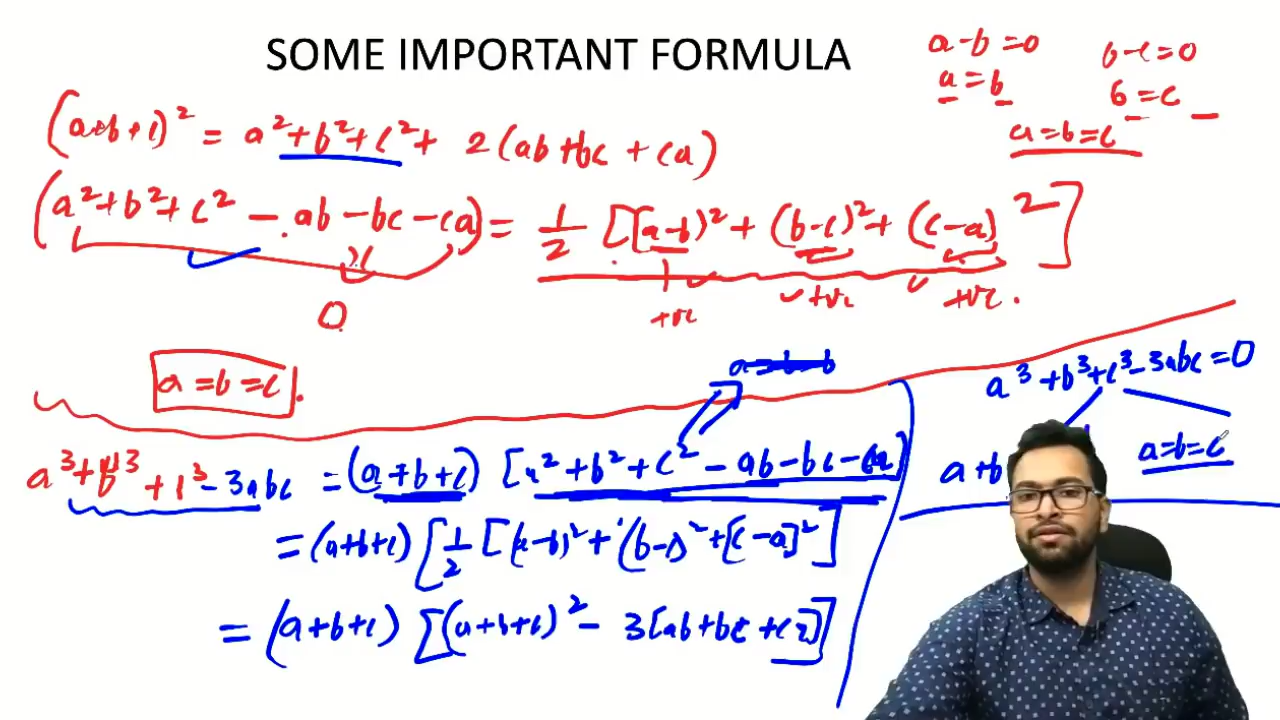 SOME IMPORTANT FORMULA
a-b=0
a=b
b-c=0
b=c
a=b=c
(a+b+c)² = a²+b²+c²+ 2(ab+bc+ca)
(a²+b²+c² - ab-bc-ca) = 1/2 [(a-b)²+(b-c)²+(c-a)²]
0
+ve
+ve
+ve.
a=b=c.
a=b=b
a³+b³+c³-3abc = (a+b+c) [a²+b²+c²-ab-bc-ca]
= (a+b+c) [1/2 [(a-b)²+(b-c)²+[c-a]²]
= (a+b+c) [(a+b+c)²- 3[ab+bc+ca]]
a³+b³+c³-3abc=0
a+b
a=b=c